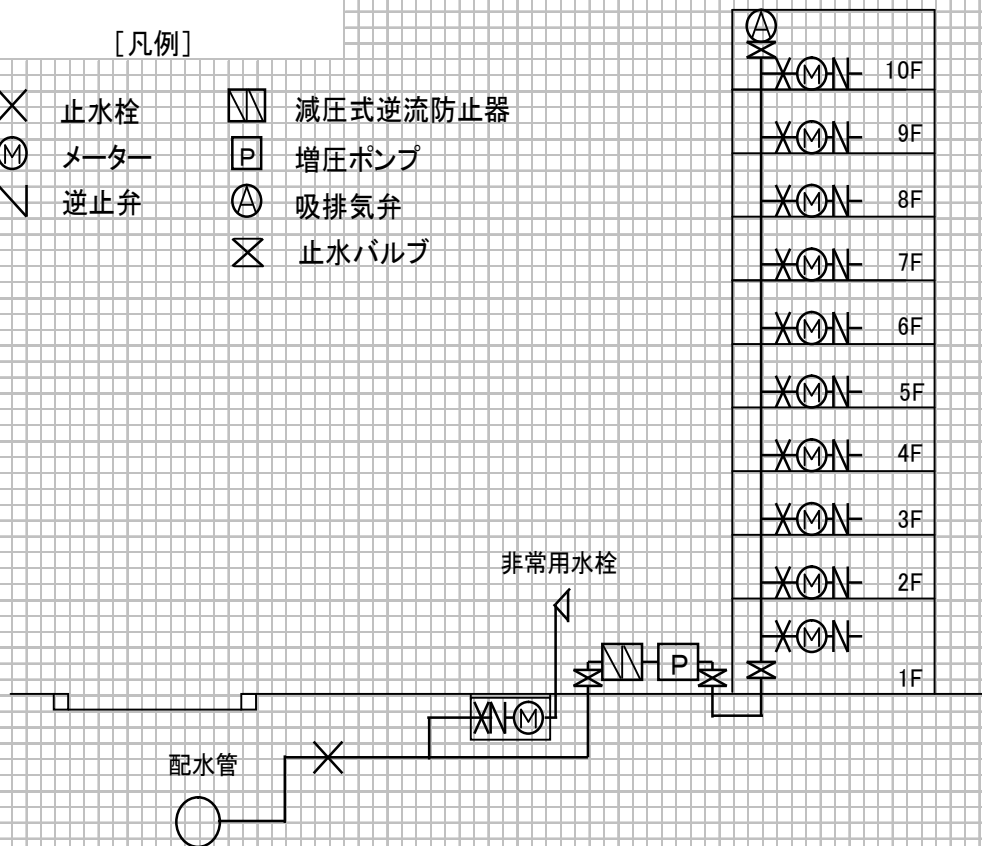 [凡例]
止水栓
減圧式逆流防止器
M
メーター
P
増圧ポンプ
逆止弁
A
吸排気弁
止水バルブ
A
M
10F
M
9F
M
8F
M
7F
M
6F
M
5F
M
4F
M
3F
非常用水栓
M
2F
M
P
1F
M
配水管